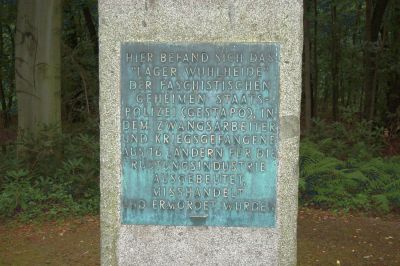 HIER BEFAND SICH DAS
"LAGER WUHLHEIDE"
DER FASCHISTISCHEN
GEHEIMEN STAATS-
POLIZEI (GESTAPO), IN
DEM ZWANGSARBEITER
UND KRIEGSGEFANGENE
AUS LÄNDERN FÜR DIE
RÜSTUNGSINDUSTRIE
AUSGEBEUTET
MISSHANDELT
UND ERMORDET WURDEN